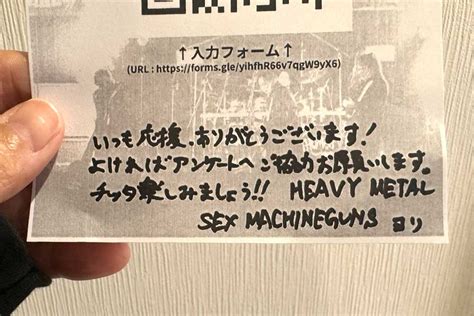 ↑入力フォーム↑
(URL : https://forms.gle/yihfhR66v7qgW9yX6)
いつも応援、ありがとうございます!
よければアンケートへご協力お願いします。
チッタ楽しみましょう!! HEAVY METAL
SEX MACHINEGUNS ヨリ